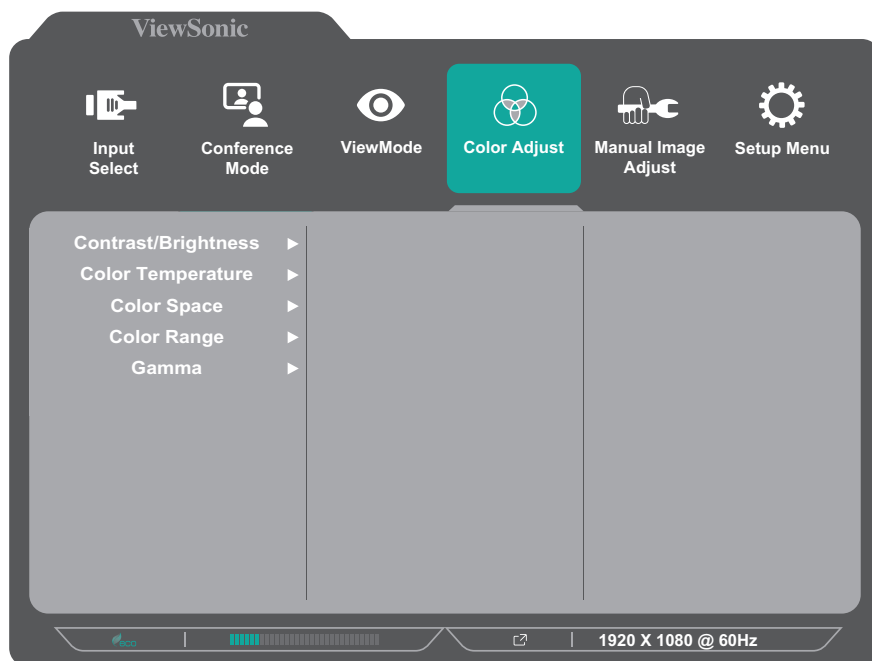 ViewSonic
Input
Select
Conference
Mode
ViewMode
Color Adjust
Manual Image
Adjust
Setup Menu
Contrast/Brightness
Color Temperature
Color Space
Color Range
Gamma
eco
1920 X 1080 @ 60Hz